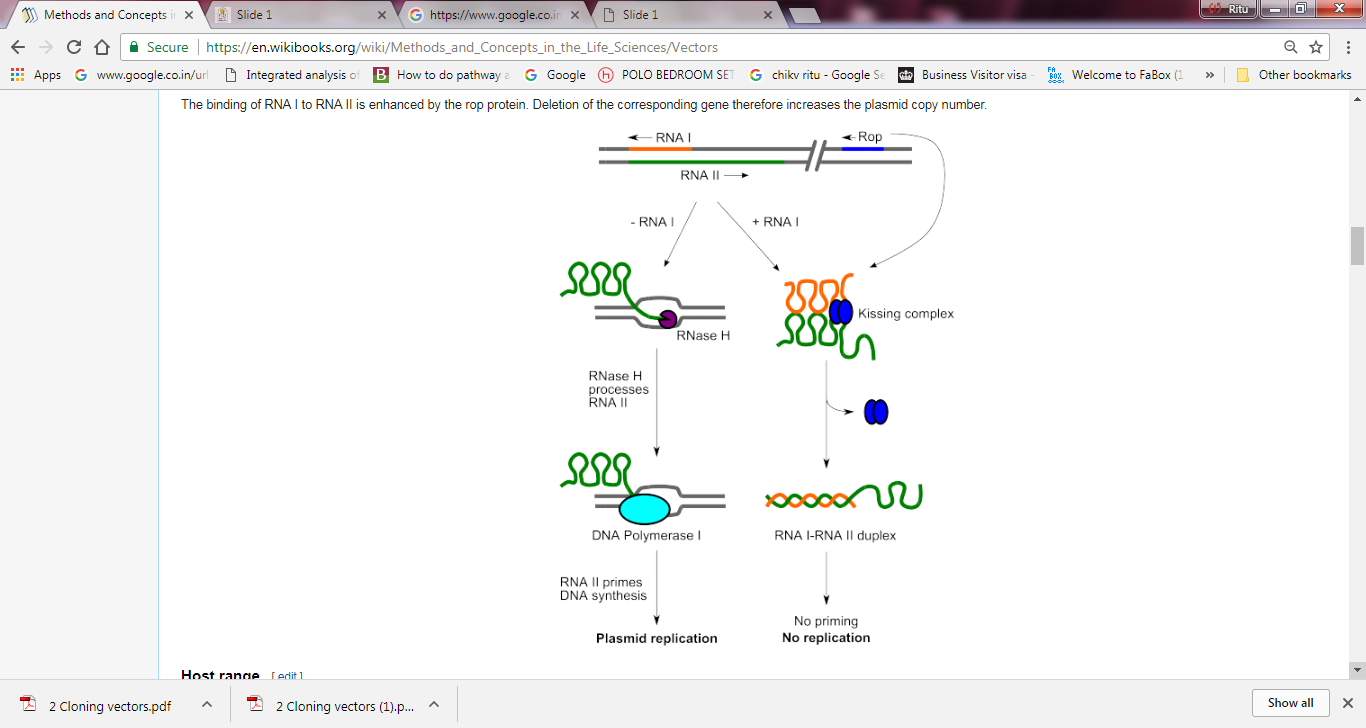 Methods and Concepts i
Slide 1
https://www.google.co.in
Slide 1
Ritu
Secure
https://en.wikibooks.org/wiki/Methods_and_Concepts_in_the_Life_Sciences/Vectors
Apps
www.google.co.in/url
Integrated analysis of
How to do pathway a
Google
POLO BEDROOM SET
chikv ritu - Google Se
Business Visitor visa
Welcome to FaBox (1
»
Other bookmarks
The binding of RNA I to RNA II is enhanced by the rop protein. Deletion of the corresponding gene therefore increases the plasmid copy number.
RNA I
Rop
RNA II
- RNA I
+ RNA I
Kissing complex
RNase H
RNase H
processes
RNA II
DNA Polymerase I
RNA I-RNA II duplex
RNA II primes
DNA synthesis
No priming
Plasmid replication
No replication
Host range [ edit ]
2 Cloning vectors.pdf
2 Cloning vectors (1).p...
Show all